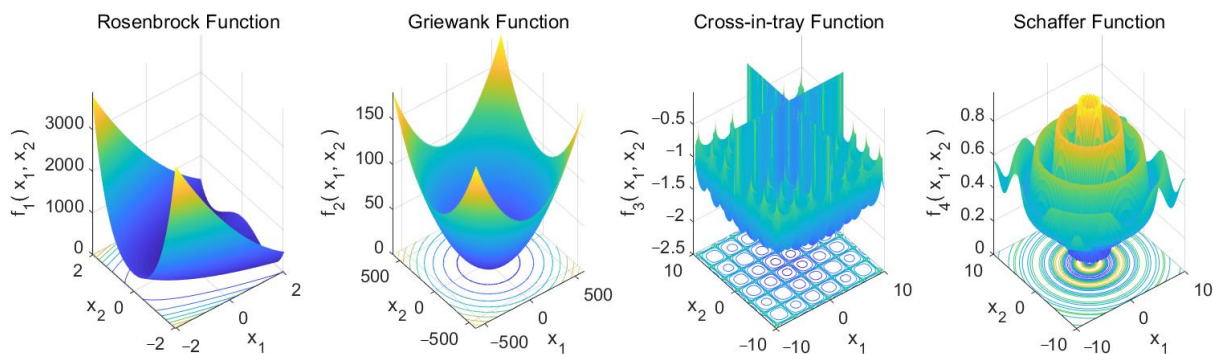 Rosenbrock Function
f1( x1, x2 )
3000
2000
1000
0
2
0
−2
x2
−2
0
2
x1
Griewank Function
f2( x1, x2 )
150
100
50
0
500
0
−500
x2
−500
0
500
x1
Cross-in-tray Function
f3( x1, x2 )
−0.5
−1
−1.5
−2
−2.5
10
0
−10
x2
−10
0
10
x1
Schaffer Function
f4( x1, x2 )
0.8
0.6
0.4
0.2
0
10
0
−10
x2
−10
0
10
x1